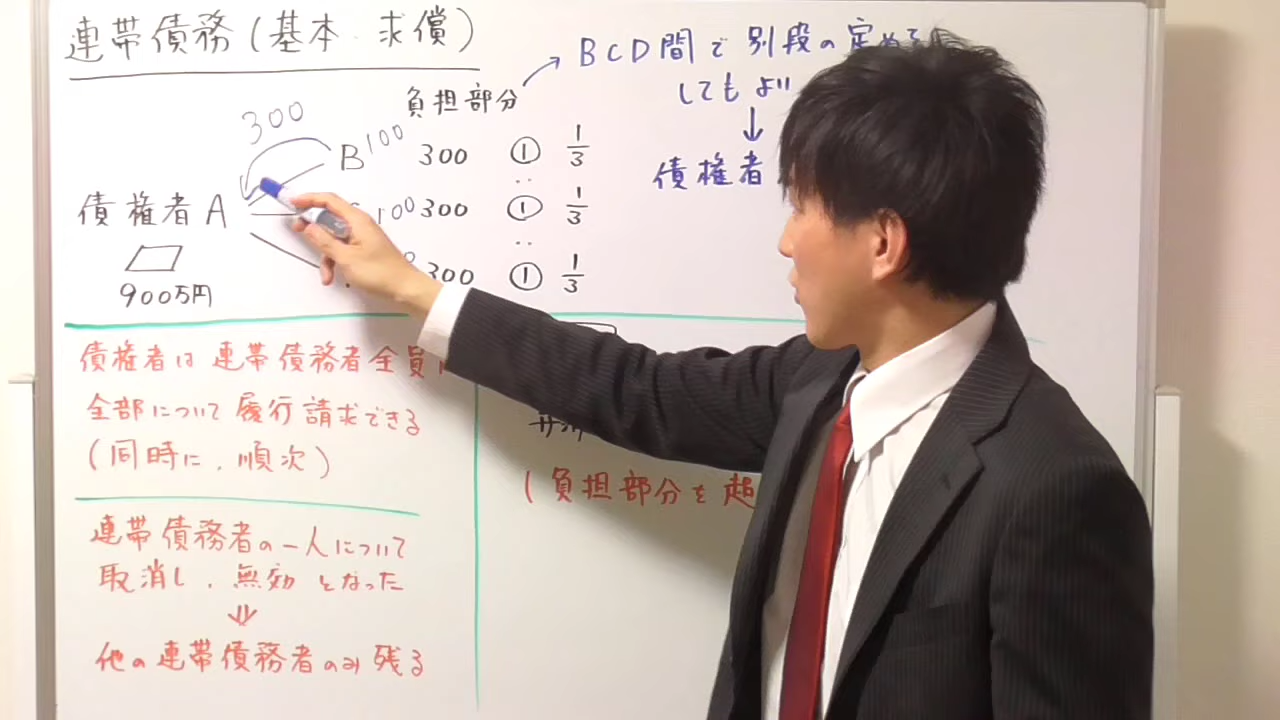 連帯債務(基本・求償)
BCD間で別段の定めて
してもよい
↓
債権者
負担部分
300
B 100 300 ① 1/3
債権者A
100 300 ① 1/3
300 ① 1/3
900万円
債権者は連帯債務者全員に
全部について履行請求できる
(同時に、順次)
連帯債務者の一人について
取消し、無効となった
⇓
他の連帯債務者のみ残る
(負担部分を超